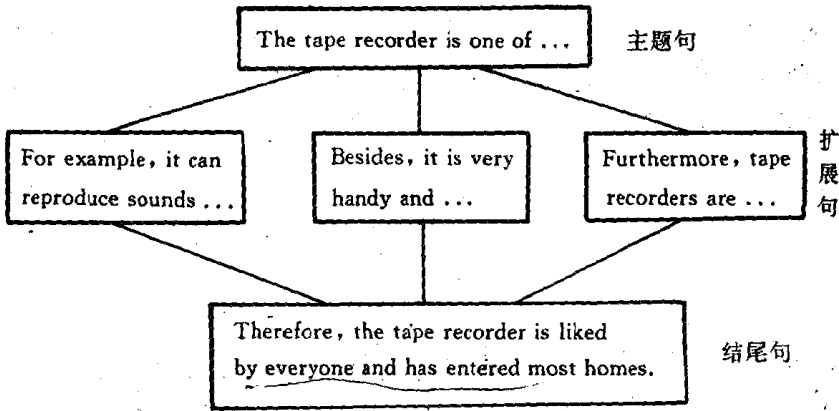 The tape recorder is one of ...
主题句
For example, it can
reproduce sounds ...
Besides, it is very
handy and ...
Furthermore, tape
recorders are ...
扩展句
Therefore, the tape recorder is liked
by everyone and has entered most homes.
结尾句